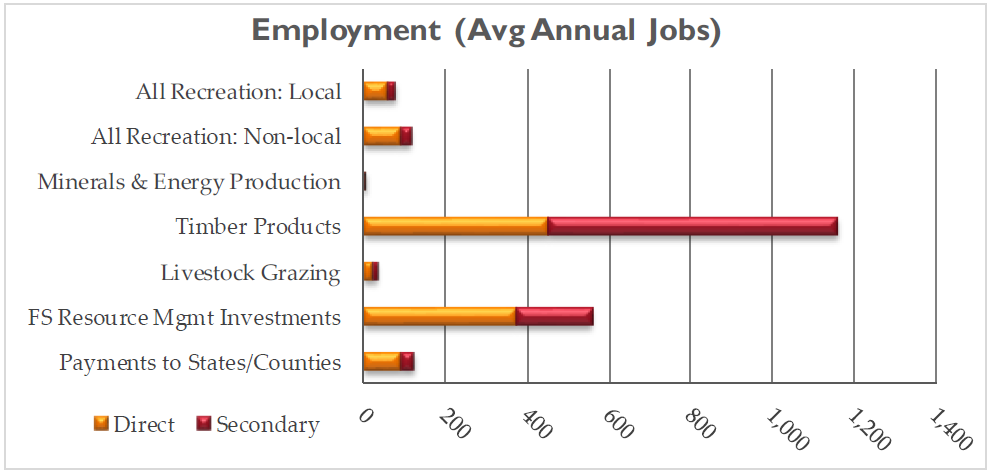 Employment (Avg Annual Jobs)
All Recreation: Local
All Recreation: Non-local
Minerals & Energy Production
Timber Products
Livestock Grazing
FS Resource Mgmt Investments
Payments to States/Counties
0 200 400 600 800 1,000 1,200 1,400
Direct Secondary